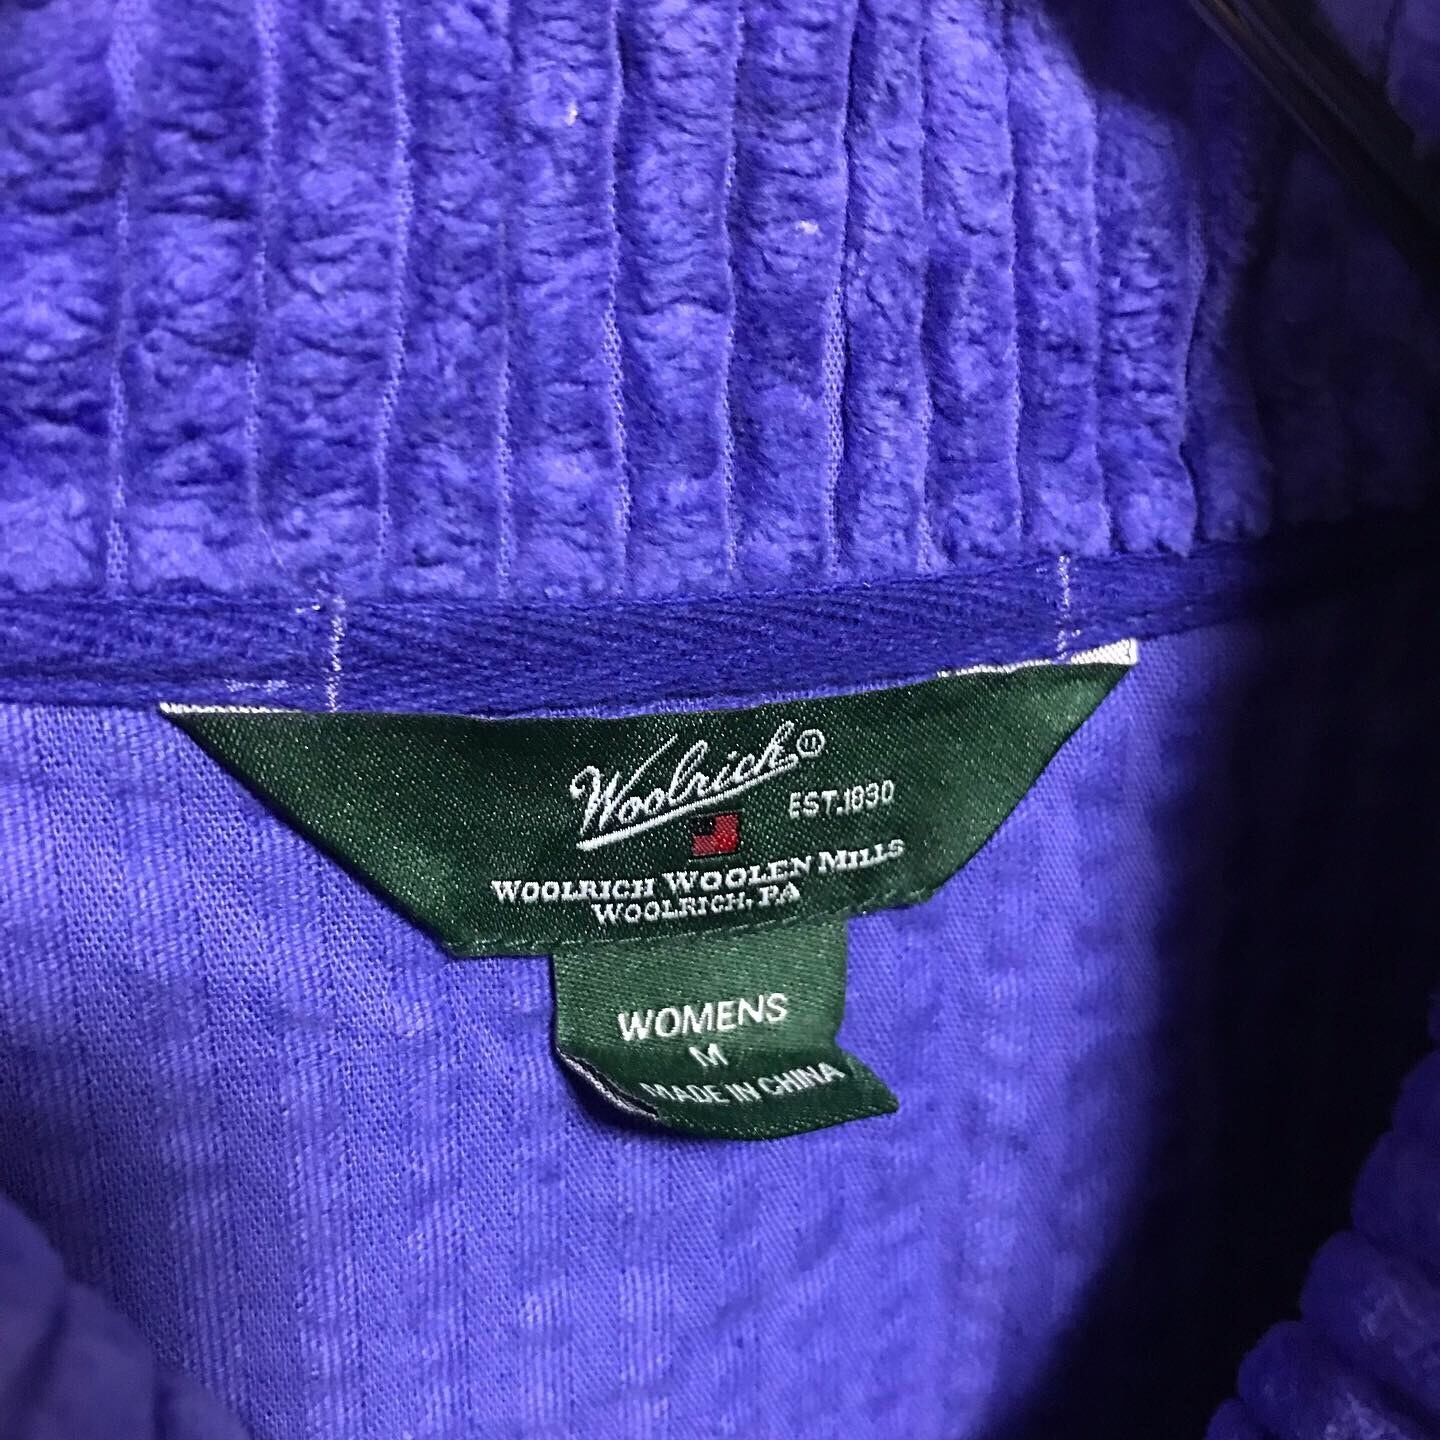 Woolrich®
EST. 1830
WOOLRICH WOOLEN MILLS
WOOLRICH, PA
WOMENS
M
MADE IN CHINA